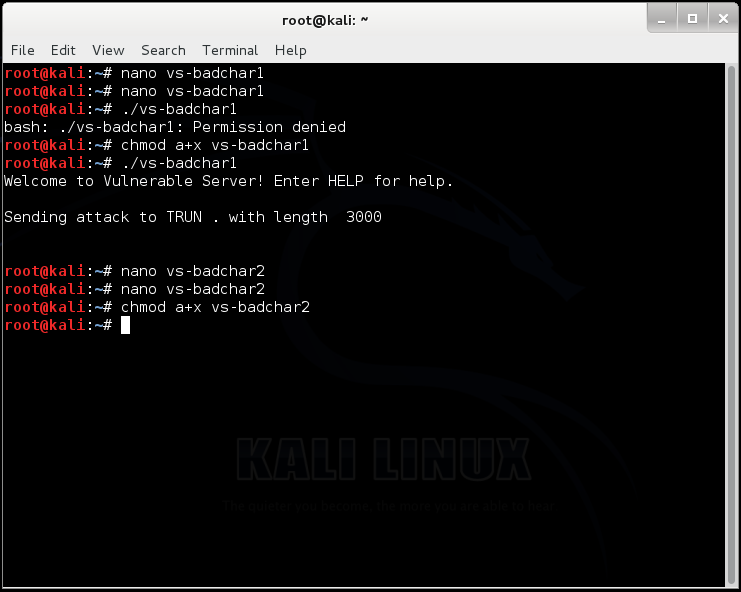 root@kali: ~
File Edit View Search Terminal Help
root@kali:~# nano vs-badchar1
root@kali:~# nano vs-badchar1
root@kali:~# ./vs-badchar1
bash: ./vs-badchar1: Permission denied
root@kali:~# chmod a+x vs-badchar1
root@kali:~# ./vs-badchar1
Welcome to Vulnerable Server! Enter HELP for help.
Sending attack to TRUN . with length  3000
root@kali:~# nano vs-badchar2
root@kali:~# nano vs-badchar2
root@kali:~# chmod a+x vs-badchar2
root@kali:~#
KALI LINUX
The quieter you become, the more you are able to hear